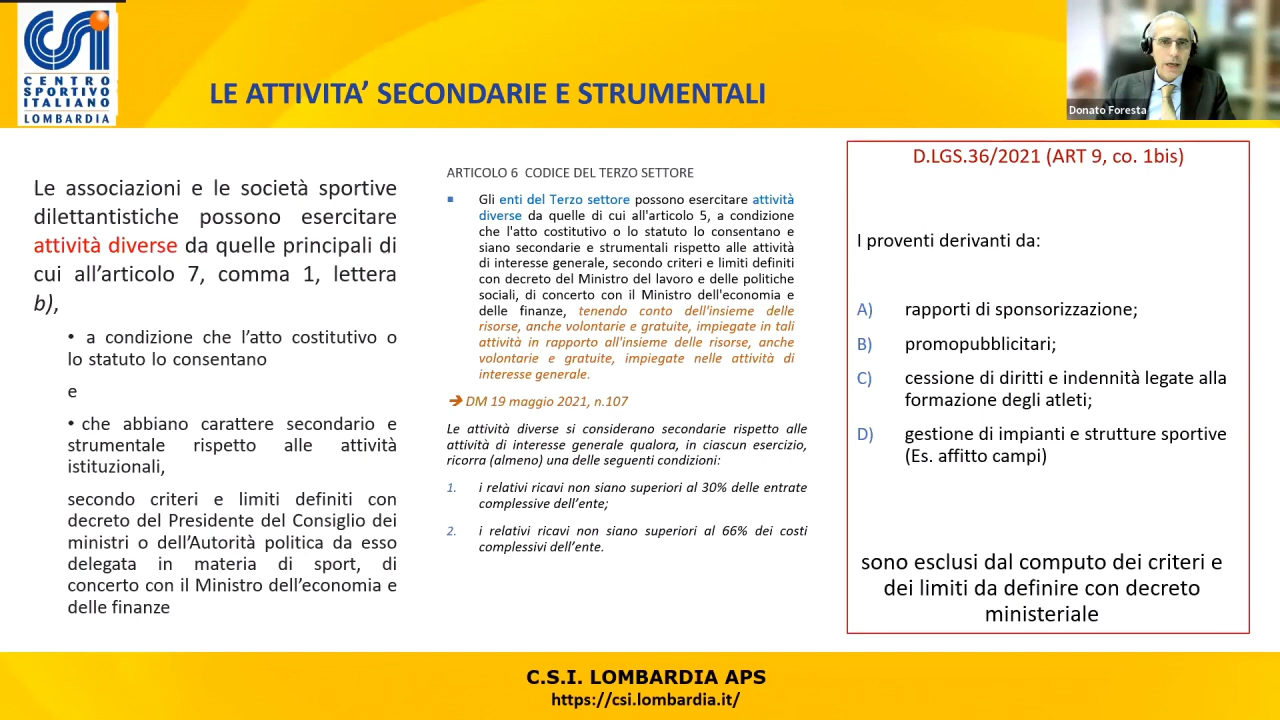 CSI
CENTRO
SPORTIVO
ITALIANO
LOMBARDIA
LE ATTIVITA’ SECONDARIE E STRUMENTALI
Donato Foresta
Le associazioni e le società sportive
dilettantistiche possono esercitare
attività diverse da quelle principali di
cui all’articolo 7, comma 1, lettera
b),
• a condizione che l’atto costitutivo o
lo statuto lo consentano
e
• che abbiano carattere secondario e
strumentale rispetto alle attività
istituzionali,
secondo criteri e limiti definiti con
decreto del Presidente del Consiglio dei
ministri o dell’Autorità politica da esso
delegata in materia di sport, di
concerto con il Ministro dell’economia e
delle finanze
ARTICOLO 6 CODICE DEL TERZO SETTORE
▪ Gli enti del Terzo settore possono esercitare attività
diverse da quelle di cui all'articolo 5, a condizione
che l'atto costitutivo o lo statuto lo consentano e
siano secondarie e strumentali rispetto alle attività
di interesse generale, secondo criteri e limiti definiti
con decreto del Ministro del lavoro e delle politiche
sociali, di concerto con il Ministro dell'economia e
delle finanze, tenendo conto dell'insieme delle
risorse, anche volontarie e gratuite, impiegate in tali
attività in rapporto all'insieme delle risorse, anche
volontarie e gratuite, impiegate nelle attività di
interesse generale.
➔ DM 19 maggio 2021, n.107
Le attività diverse si considerano secondarie rispetto alle
attività di interesse generale qualora, in ciascun esercizio,
ricorra (almeno) una delle seguenti condizioni:
1. i relativi ricavi non siano superiori al 30% delle entrate
complessive dell’ente;
2. i relativi ricavi non siano superiori al 66% dei costi
complessivi dell’ente.
D.LGS.36/2021 (ART 9, co. 1bis)
I proventi derivanti da:
A) rapporti di sponsorizzazione;
B) promopubblicitari;
C) cessione di diritti e indennità legate alla
formazione degli atleti;
D) gestione di impianti e strutture sportive
(Es. affitto campi)
sono esclusi dal computo dei criteri e
dei limiti da definire con decreto
ministeriale
C.S.I. LOMBARDIA APS
https://csi.lombardia.it/